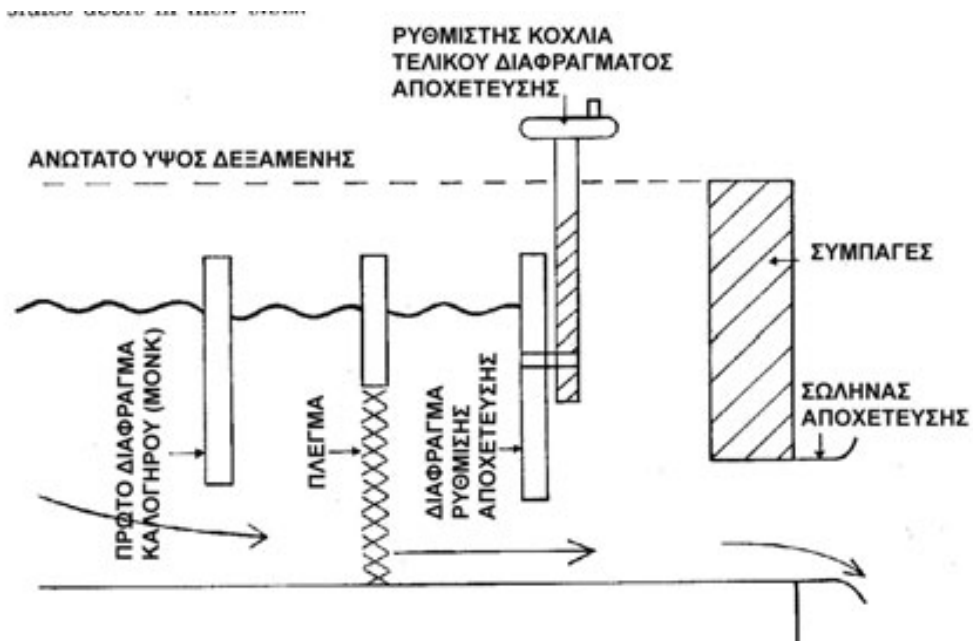 ΡΥΘΜΙΣΤΗΣ ΚΟΧΛΙΑ
ΤΕΛΙΚΟΥ ΔΙΑΦΡΑΓΜΑΤΟΣ
ΑΠΟΧΕΤΕΥΣΗΣ
ΑΝΩΤΑΤΟ ΥΨΟΣ ΔΕΞΑΜΕΝΗΣ
ΣΥΜΠΑΓΕΣ
ΠΡΩΤΟ ΔΙΑΦΡΑΓΜΑ
ΚΑΛΟΓΗΡΟΥ (MONK)
ΠΛΕΓΜΑ
ΔΙΑΦΡΑΓΜΑ
ΡΥΘΜΙΣΗΣ
ΑΠΟΧΕΤΕΥΣΗΣ
ΣΩΛΗΝΑΣ
ΑΠΟΧΕΤΕΥΣΗΣ